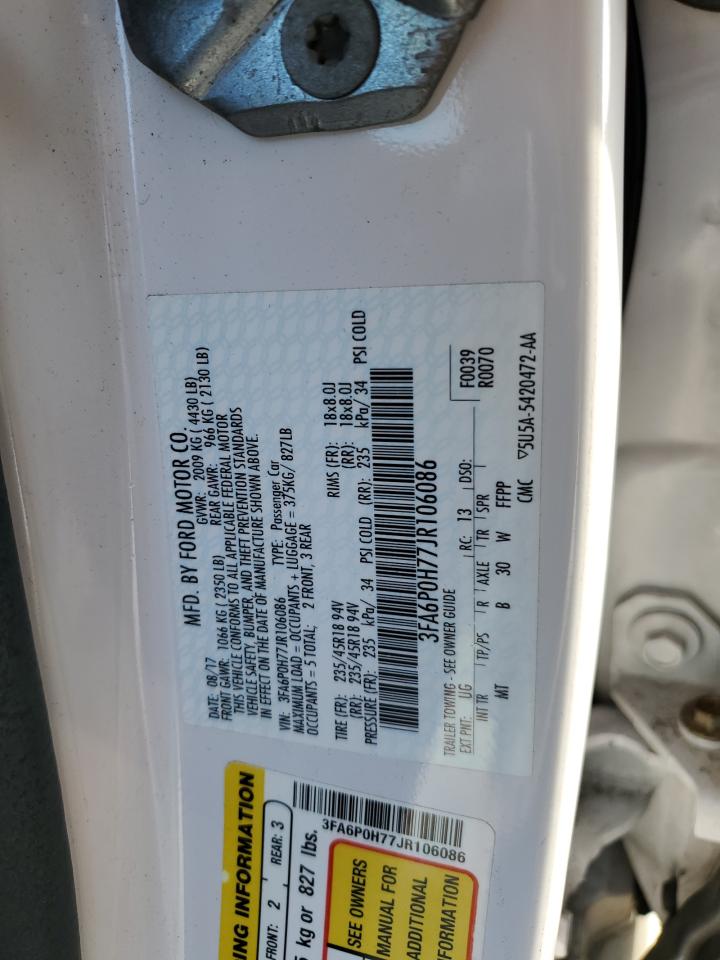 MFD. BY FORD MOTOR CO.
DATE: 08/17 GVWR: 2009 KG ( 4430 LB)
FRONT GAWR: 1066 KG ( 2350 LB) REAR GAWR: 966 KG ( 2130 LB)
THIS VEHICLE CONFORMS TO ALL APPLICABLE FEDERAL MOTOR
VEHICLE SAFETY, BUMPER, AND THEFT PREVENTION STANDARDS
IN EFFECT ON THE DATE OF MANUFACTURE SHOWN ABOVE.
VIN: 3FA6P0H77JR106086 TYPE: Passenger Car
MAXIMUM LOAD = OCCUPANTS + LUGGAGE = 375KG/ 827LB
OCCUPANTS = 5 TOTAL: 2 FRONT, 3 REAR
TIRE (FR): 235/45R18 94V RIMS (FR): 18x8.0J
(RR): 235/45R18 94V (RR): 18x8.0J
PRESSURE (FR): 235 kPa/ 34 PSI COLD (RR): 235 kPa/ 34 PSI COLD
3FA6P0H77JR106086
TRAILER TOWING - SEE OWNER GUIDE F0039
EXT PNT: UG RC: 13 DSO: R0070
INT TR TP/PS R AXLE TR SPR
MT B 30 W FFPP
CMC ▽5U5A-5420472-AA
RING INFORMATION
FRONT: 2 REAR: 3
5 kg or 827 lbs.
3FA6P0H77JR106086
SEE OWNERS
MANUAL FOR
ADDITIONAL
FORMATION